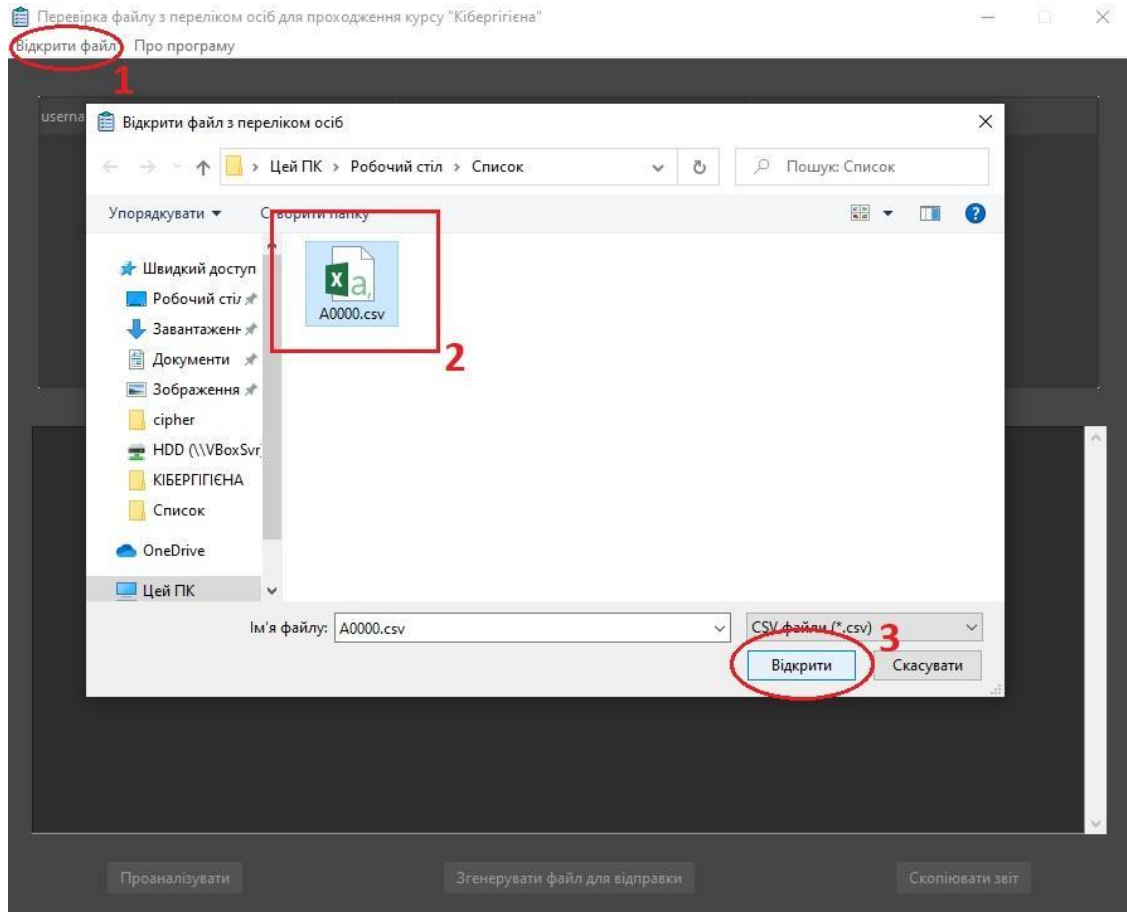 Перевірка файлу з переліком осіб для проходження курсу "Кібергігієна"
Відкрити файл Про програму
1
userna
Відкрити файл з переліком осіб
Цей ПК › Робочий стіл › Список
Пошук: Список
Упорядкувати Створити папку
Швидкий доступ
Робочий стіл
Завантаженн
Документи
Зображення
cipher
HDD (\\VBoxSvr)
КІБЕРГІГІЄНА
Список
OneDrive
Цей ПК
A0000.csv
2
Ім'я файлу: A0000.csv
CSV файли (*.csv)
3
Відкрити Скасувати
Проаналізувати Згенерувати файл для відправки Скопіювати звіт